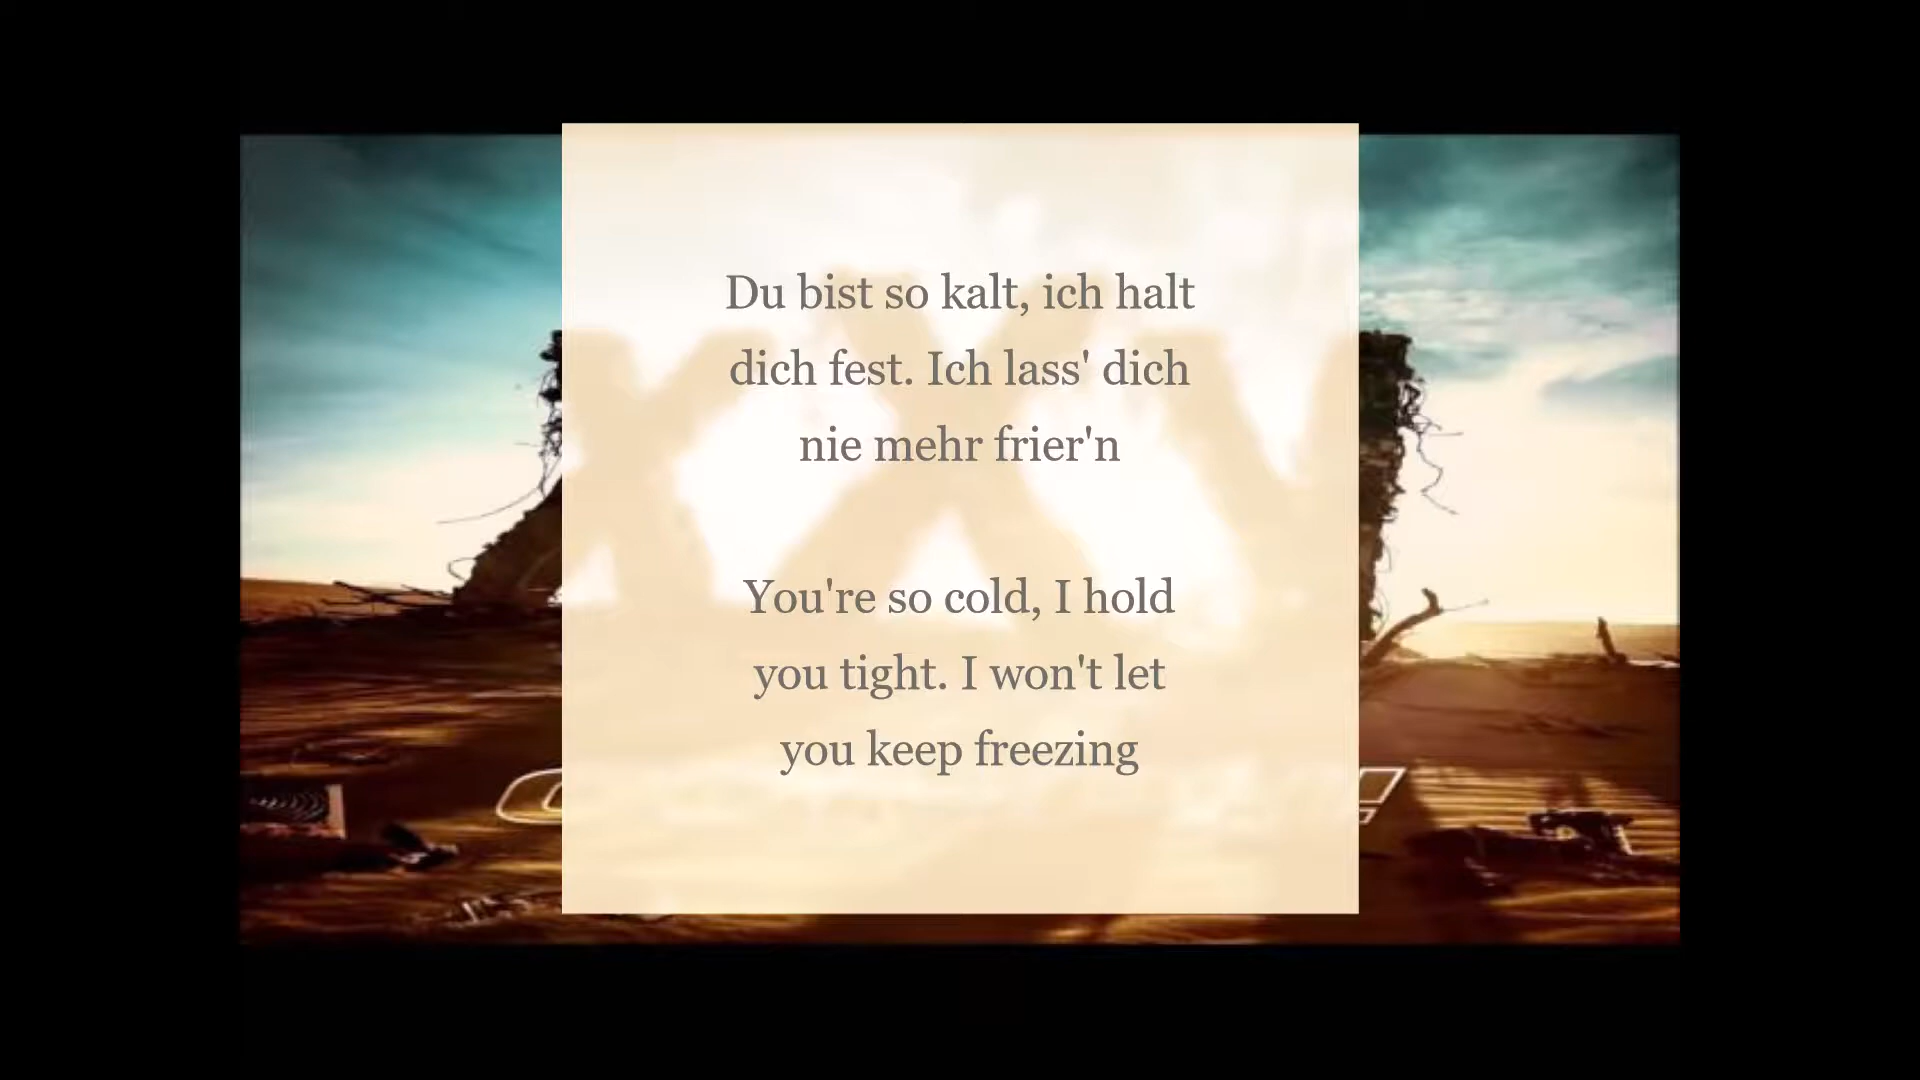 Du bist so kalt, ich halt
dich fest. Ich lass' dich
nie mehr frier'n
You're so cold, I hold
you tight. I won't let
you keep freezing